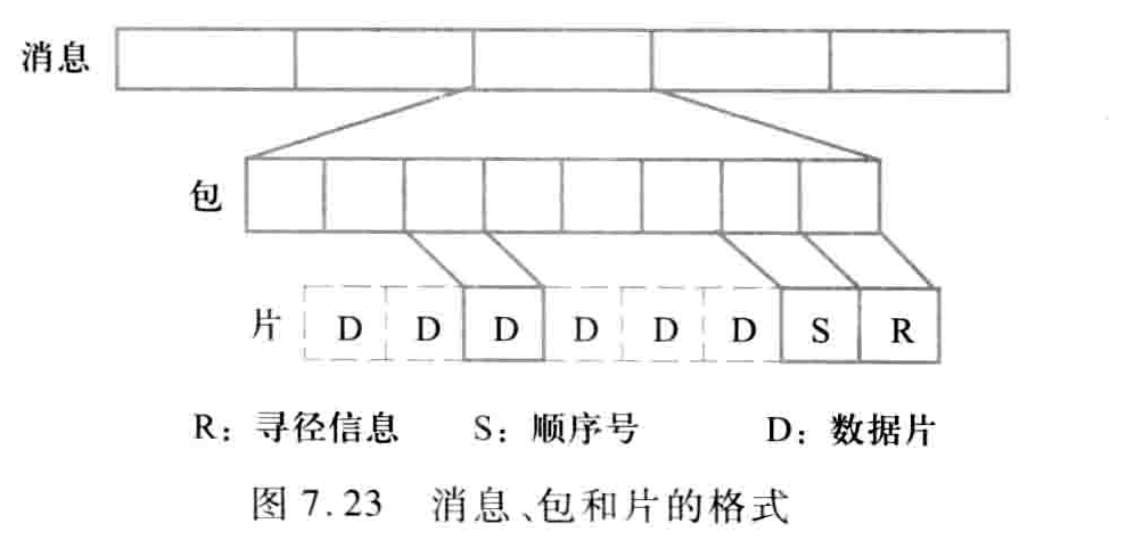 消息
包
片 D D D D D D S R
R：寻径信息 S：顺序号 D：数据片
图 7.23 消息、包和片的格式